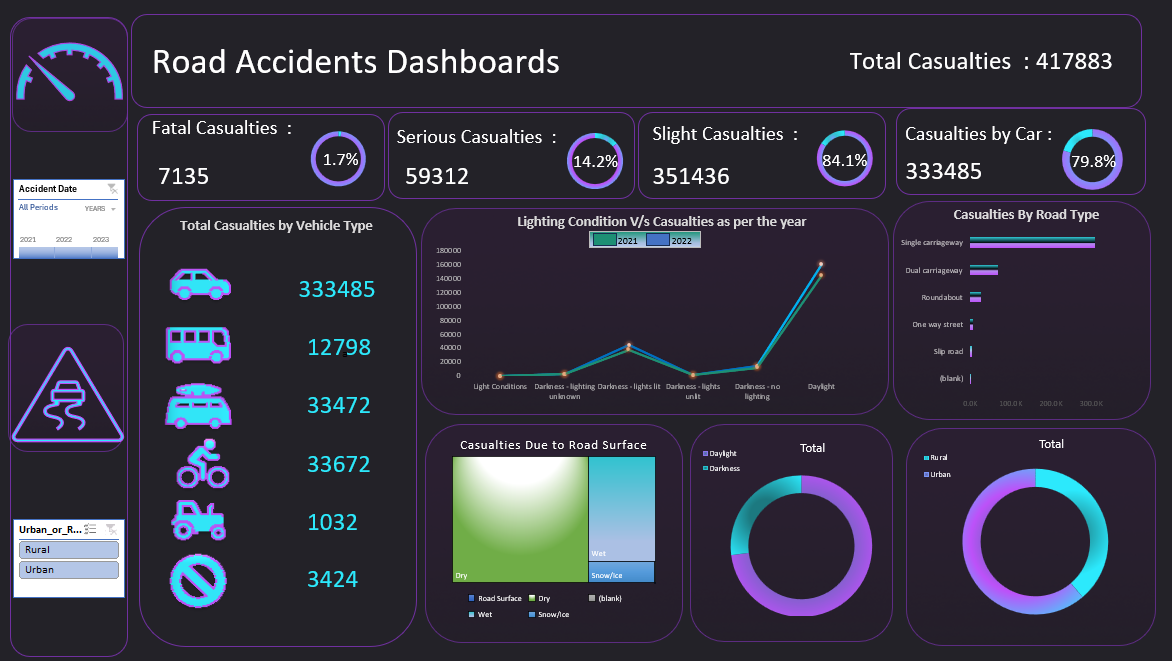 Road Accidents Dashboards
Total Casualties : 417883
Fatal Casualties :
7135
1.7%
Serious Casualties :
59312
14.2%
Slight Casualties :
351436
84.1%
Casualties by Car :
333485
79.8%
Accident Date
All Periods
YEARS
2021 2022 2023
Urban_or_R...
Rural
Urban
Total Casualties by Vehicle Type
333485
12798
33472
33672
1032
3424
Lighting Condition V/s Casualties as per the year
2021 2022
180000
160000
140000
120000
100000
80000
60000
40000
20000
0
Light Conditions
Darkness - lighting unknown
Darkness - lights lit
Darkness - lights unlit
Darkness - no lighting
Daylight
Casualties By Road Type
Single carriageway
Dual carriageway
Roundabout
One way street
Slip road
(blank)
0.0K 100.0K 200.0K 300.0K
Casualties Due to Road Surface
Dry
Wet
Snow/Ice
Road Surface Dry (blank)
Wet Snow/Ice
Total
Daylight
Darkness
Total
Rural
Urban